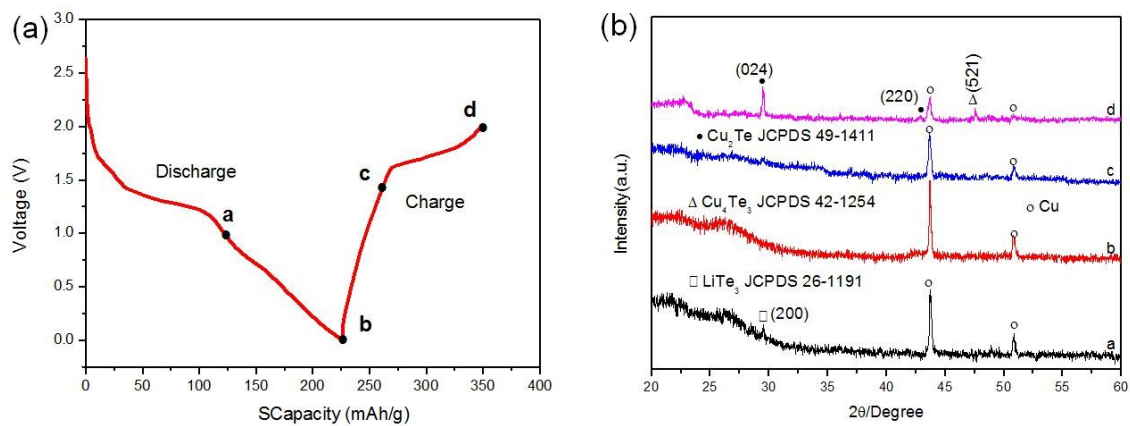 (a)
3.0
2.5
2.0
1.5
1.0
0.5
0.0
Voltage (V)
Discharge
Charge
a
b
c
d
0 50 100 150 200 250 300 350 400
SCapacity (mAh/g)
(b)
Intensity(a.u.)
(024)
(220)
Δ(521)
d
• Cu₂Te JCPDS 49-1411
c
Δ Cu₄Te₃ JCPDS 42-1254
○ Cu
b
□ LiTe₃ JCPDS 26-1191
□ (200)
a
20 25 30 35 40 45 50 55 60
2θ/Degree